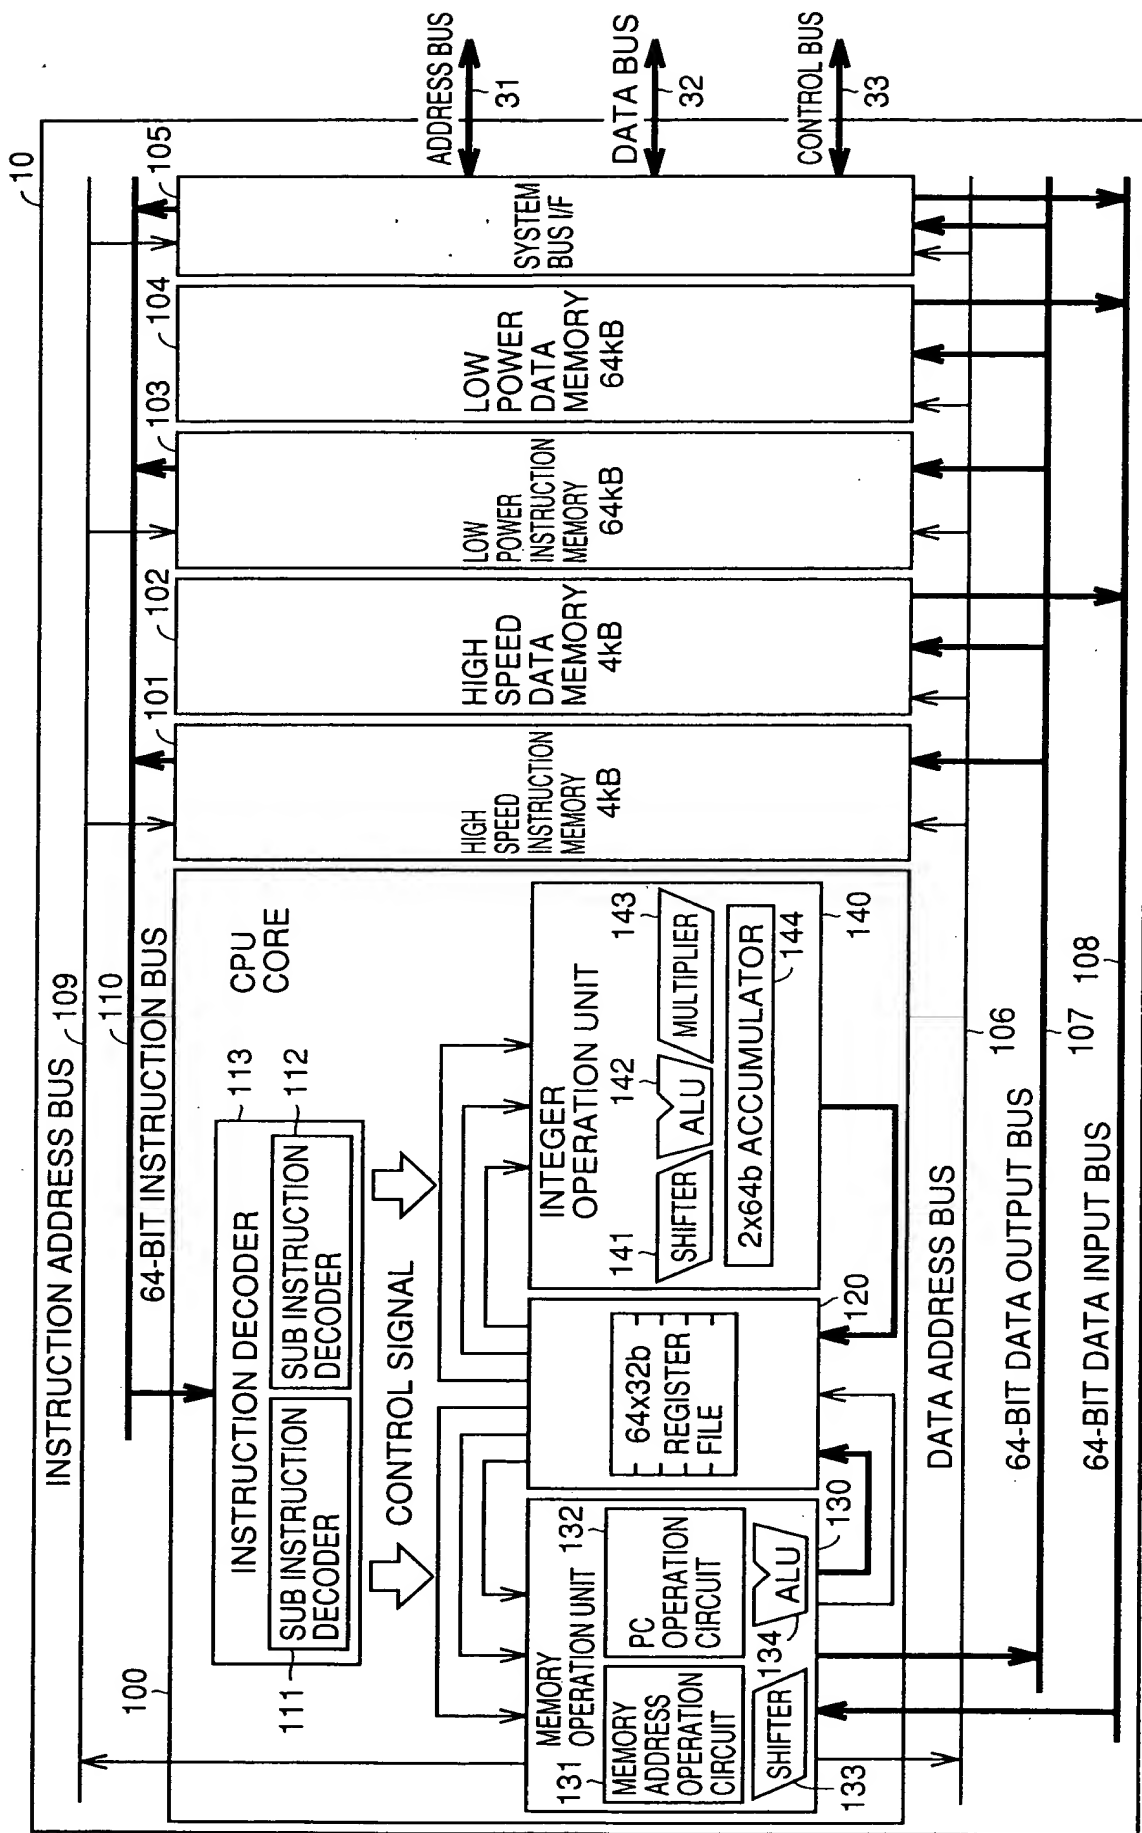 10
INSTRUCTION ADDRESS BUS
109
110
64-BIT INSTRUCTION BUS
100
113
INSTRUCTION DECODER
SUB INSTRUCTION
DECODER
111
SUB INSTRUCTION
DECODER
112
CPU
CORE
CONTROL SIGNAL
MEMORY
OPERATION UNIT
131
MEMORY
ADDRESS
OPERATION
CIRCUIT
132
PC
OPERATION
CIRCUIT
SHIFTER
133
ALU
134
130
64x32b
REGISTER
FILE
120
INTEGER
OPERATION UNIT
141
SHIFTER
142
ALU
143
MULTIPLIER
2x64b ACCUMULATOR
144
140
101
HIGH
SPEED
INSTRUCTION
MEMORY
4kB
102
HIGH
SPEED
DATA
MEMORY
4kB
103
LOW
POWER
INSTRUCTION
MEMORY
64kB
104
LOW
POWER
DATA
MEMORY
64kB
105
SYSTEM
BUS I/F
ADDRESS BUS
31
DATA BUS
32
CONTROL BUS
33
DATA ADDRESS BUS
106
64-BIT DATA OUTPUT BUS
107
64-BIT DATA INPUT BUS
108